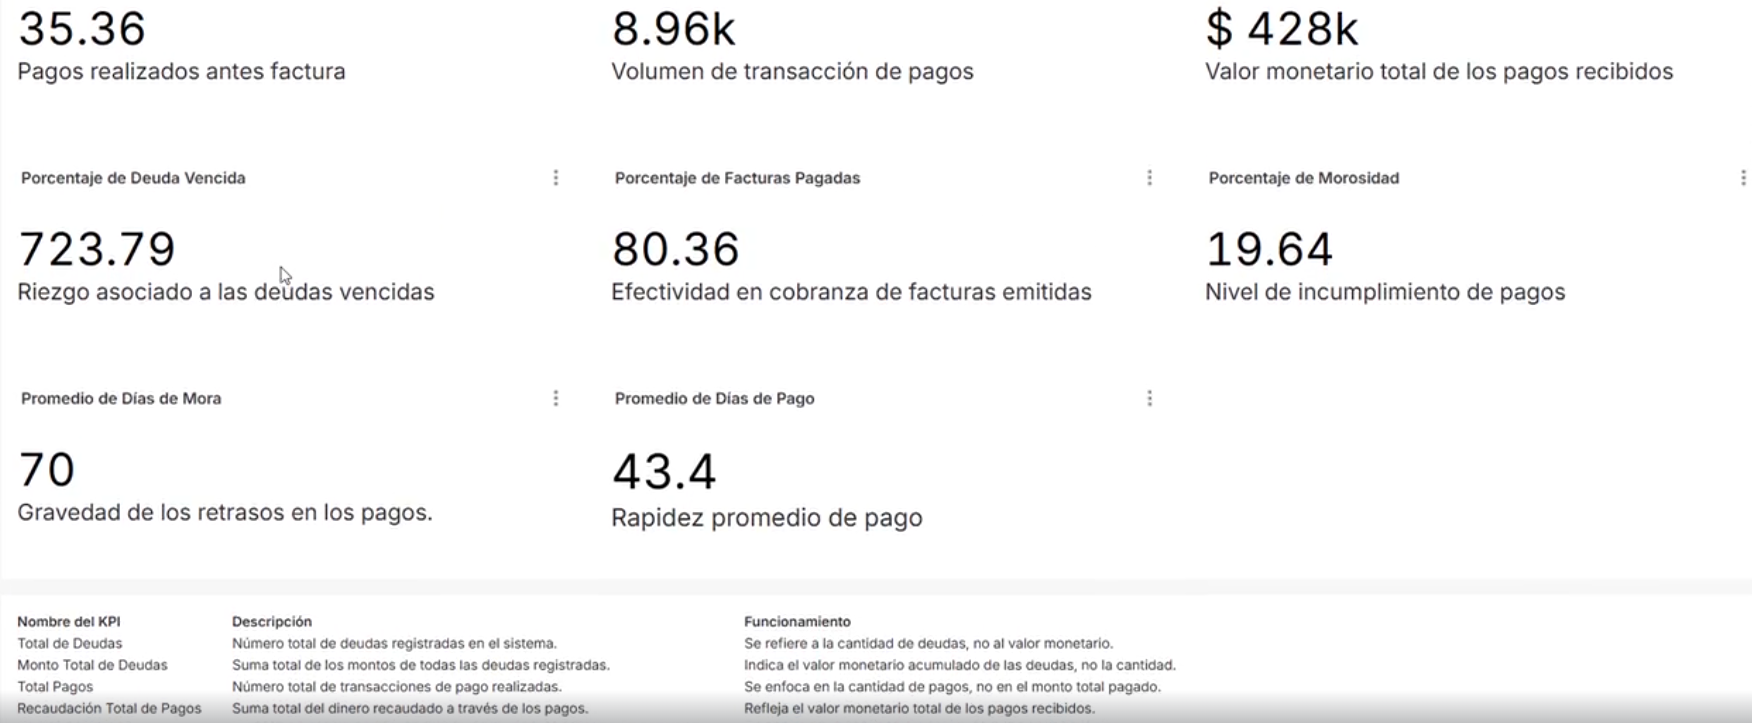 35.36
Pagos realizados antes factura
8.96k
Volumen de transacción de pagos
$ 428k
Valor monetario total de los pagos recibidos
Porcentaje de Deuda Vencida
723.79
Riezgo asociado a las deudas vencidas
Porcentaje de Facturas Pagadas
80.36
Efectividad en cobranza de facturas emitidas
Porcentaje de Morosidad
19.64
Nivel de incumplimiento de pagos
Promedio de Días de Mora
70
Gravedad de los retrasos en los pagos.
Promedio de Días de Pago
43.4
Rapidez promedio de pago
Nombre del KPI Descripción Funcionamiento
Total de Deudas Número total de deudas registradas en el sistema. Se refiere a la cantidad de deudas, no al valor monetario.
Monto Total de Deudas Suma total de los montos de todas las deudas registradas. Indica el valor monetario acumulado de las deudas, no la cantidad.
Total Pagos Número total de transacciones de pago realizadas. Se enfoca en la cantidad de pagos, no en el monto total pagado.
Recaudación Total de Pagos Suma total del dinero recaudado a través de los pagos. Refleja el valor monetario total de los pagos recibidos.